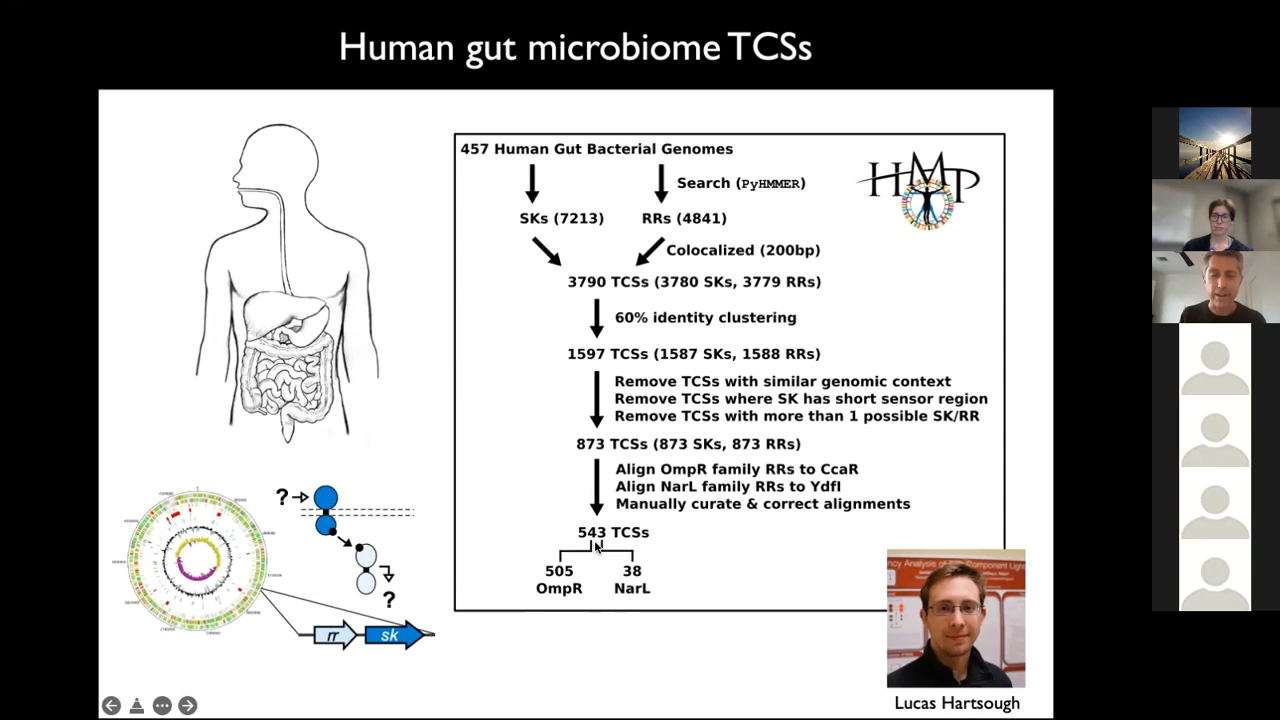 Human gut microbiome TCSs
457 Human Gut Bacterial Genomes
HMP
Search (PyHMMER)
SKs (7213)
RRs (4841)
Colocalized (200bp)
3790 TCSs (3780 SKs, 3779 RRs)
60% identity clustering
1597 TCSs (1587 SKs, 1588 RRs)
Remove TCSs with similar genomic context
Remove TCSs where SK has short sensor region
Remove TCSs with more than 1 possible SK/RR
873 TCSs (873 SKs, 873 RRs)
Align OmpR family RRs to CcaR
Align NarL family RRs to YdfI
Manually curate & correct alignments
543 TCSs
505
38
OmpR
NarL
?
?
rr
sk
Lucas Hartsough